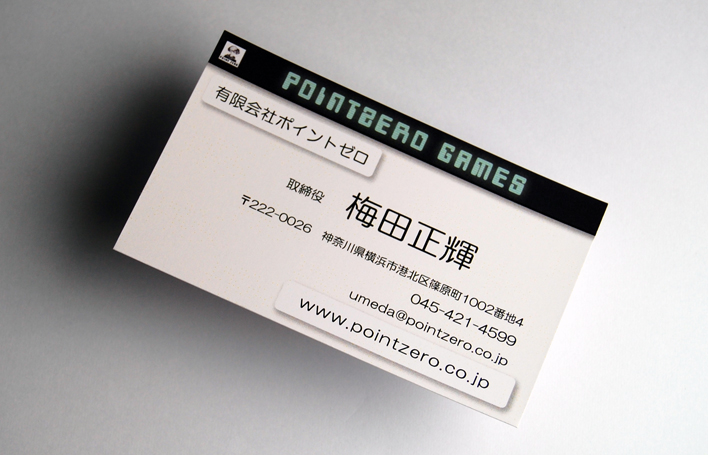 POINTZERO GAMES
有限会社ポイントゼロ
取締役 梅田正輝
〒222-0026 神奈川県横浜市港北区篠原町1002番地4
045-421-4599
umeda@pointzero.co.jp
www.pointzero.co.jp